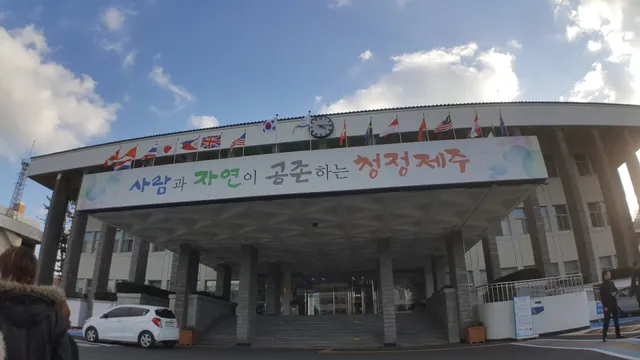 사람과 자연이 공존하는 청정제주